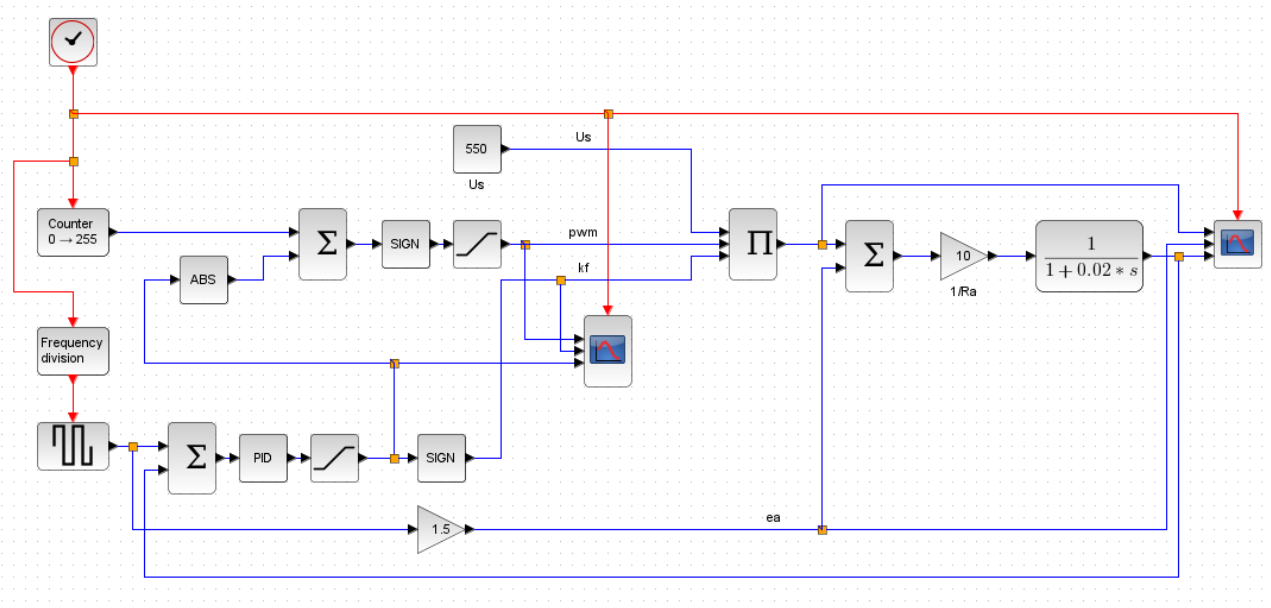 550
Us
Us
Counter
0 → 255
Σ
SIGN
pwm
Π
Σ
10
1/Ra
1
1 + 0.02 * s
ABS
kf
Frequency
division
Σ
PID
SIGN
1.5
ea